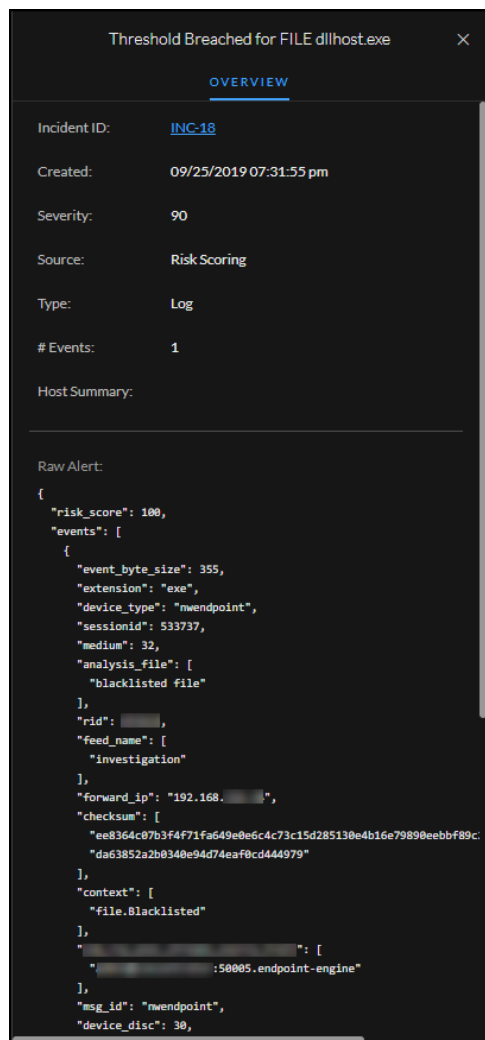 Threshold Breached for FILE dllhost.exe
OVERVIEW
Incident ID: INC-18
Created: 09/25/2019 07:31:55 pm
Severity: 90
Source: Risk Scoring
Type: Log
# Events: 1
Host Summary:
Raw Alert:
{
"risk_score": 100,
"events": [
{
"event_byte_size": 355,
"extension": "exe",
"device_type": "nwendpoint",
"sessionid": 533737,
"medium": 32,
"analysis_file": [
"blacklisted file"
],
"rid": ,
"feed_name": [
"investigation"
],
"forward_ip": "192.168. ",
"checksum": [
"ee8364c07b3f4f71fa649e0e6c4c73c15d285130e4b16e79890eebbf89c
"da63852a2b0340e94d74eaf0cd444979"
],
"context": [
"file.Blacklisted"
],
" ": [
" :50005.endpoint-engine"
],
"msg_id": "nwendpoint",
"device_disc": 30,